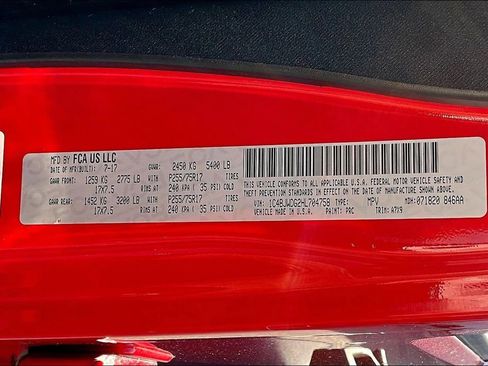 MFD BY FCA US LLC GVWR: 2450 KG 5400 LB
DATE OF MFR(BUILT): 7-17 WITH P255/75R17 TIRES
GAWR FRONT: 1259 KG 2775 LB RIMS AT 240 KPA( 35 PSI) COLD
17X7.5
GAWR REAR: 1452 KG 3200 LB WITH P255/75R17 TIRES
17X7.5 RIMS AT 240 KPA( 35 PSI) COLD
THIS VEHICLE CONFORMS TO ALL APPLICABLE U.S.A. FEDERAL MOTOR VEHICLE SAFETY AND
THEFT PREVENTION STANDARDS IN EFFECT ON THE DATE OF MANUFACTURE SHOWN ABOVE.
VIN: 1C4BJWDG2HL704758 TYPE: MPV MDH: 071820 846AA
MADE IN U.S.A. PAINT: PRC TRIM: A7X9